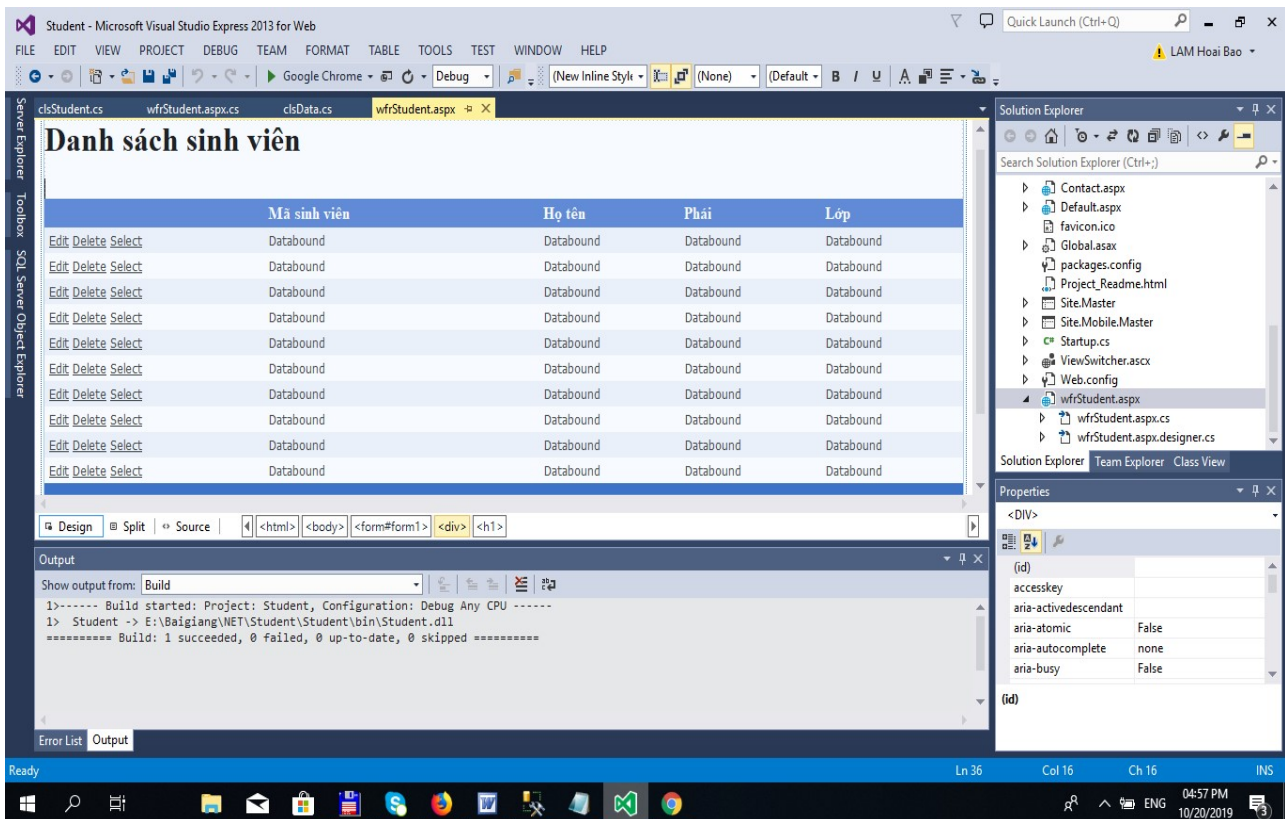 Student - Microsoft Visual Studio Express 2013 for Web
Quick Launch (Ctrl+Q)
FILE EDIT VIEW PROJECT DEBUG TEAM FORMAT TABLE TOOLS TEST WINDOW HELP
LAM Hoai Bao
Google Chrome
Debug
(New Inline Style
(None)
(Default
B I U A
Server Explorer
Toolbox
SQL Server Object Explorer
clsStudent.cs wfrStudent.aspx.cs clsData.cs wfrStudent.aspx
Danh sách sinh viên
Mã sinh viên Họ tên Phái Lớp
Edit Delete Select Databound Databound Databound Databound
Edit Delete Select Databound Databound Databound Databound
Edit Delete Select Databound Databound Databound Databound
Edit Delete Select Databound Databound Databound Databound
Edit Delete Select Databound Databound Databound Databound
Edit Delete Select Databound Databound Databound Databound
Edit Delete Select Databound Databound Databound Databound
Edit Delete Select Databound Databound Databound Databound
Edit Delete Select Databound Databound Databound Databound
Edit Delete Select Databound Databound Databound Databound
Design Split Source <html> <body> <form#form1> <div> <h1>
Output
Show output from: Build
1>------ Build started: Project: Student, Configuration: Debug Any CPU ------
1> Student -> E:\Baigiang\NET\Student\Student\bin\Student.dll
========== Build: 1 succeeded, 0 failed, 0 up-to-date, 0 skipped ==========
Error List Output
Solution Explorer
Search Solution Explorer (Ctrl+;)
Contact.aspx
Default.aspx
favicon.ico
Global.asax
packages.config
Project_Readme.html
Site.Master
Site.Mobile.Master
C# Startup.cs
ViewSwitcher.ascx
Web.config
wfrStudent.aspx
wfrStudent.aspx.cs
wfrStudent.aspx.designer.cs
Solution Explorer Team Explorer Class View
Properties
<DIV>
(id)
accesskey
aria-activedescendant
aria-atomic False
aria-autocomplete none
aria-busy False
(id)
Ready Ln 36 Col 16 Ch 16 INS
ENG
04:57 PM
10/20/2019
3